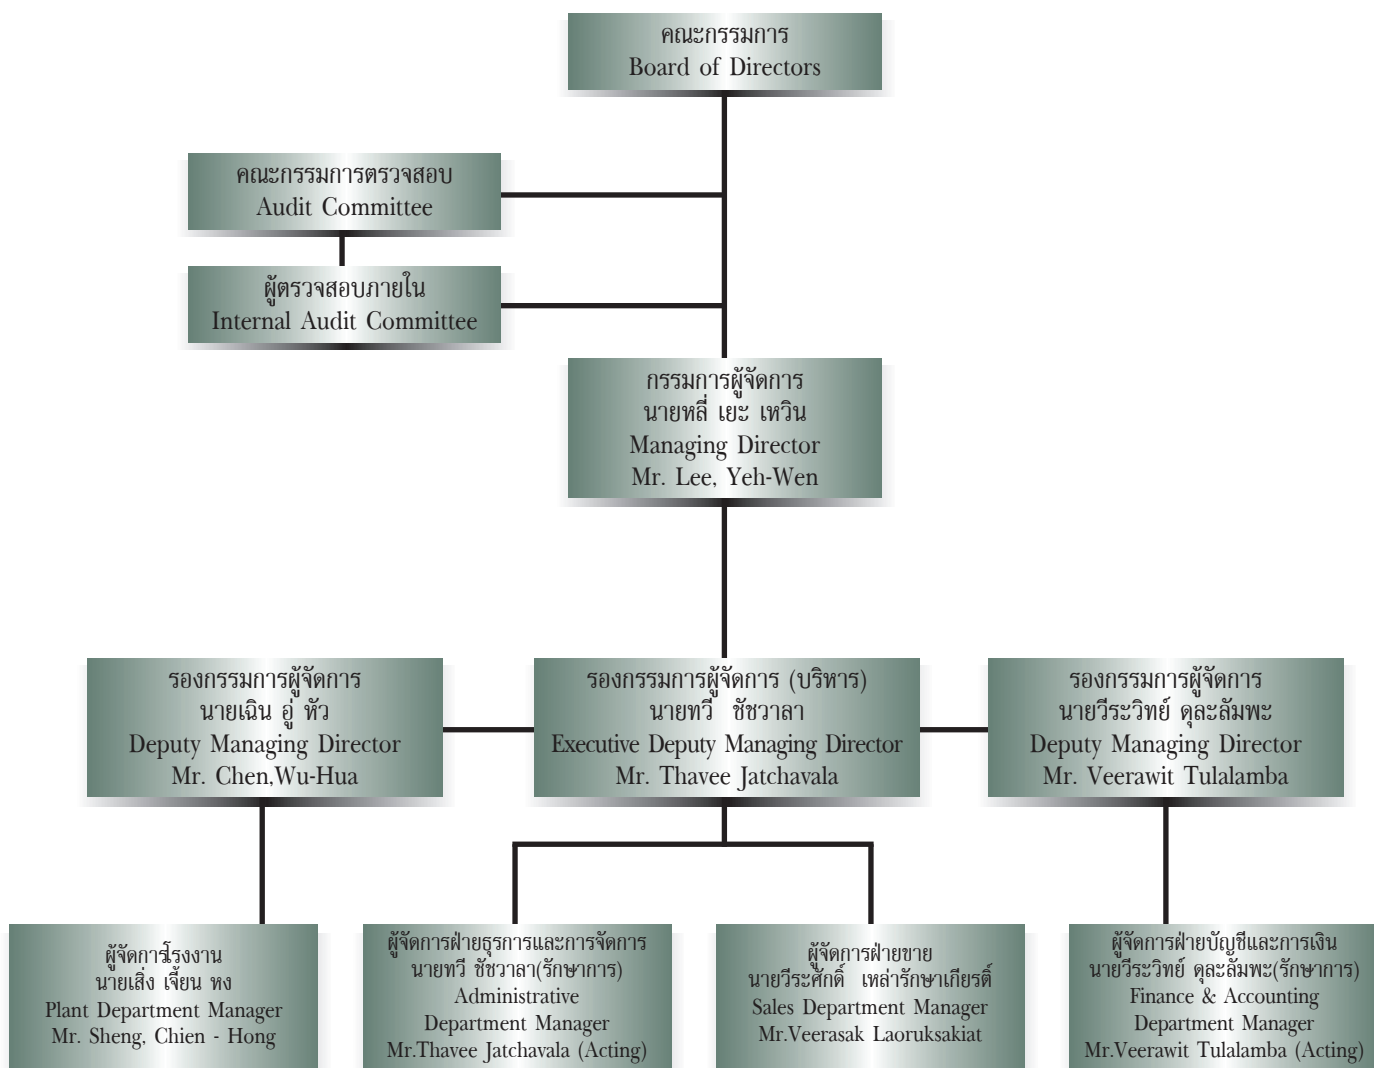 คณะกรรมการ
Board of Directors
คณะกรรมการตรวจสอบ
Audit Committee
ผู้ตรวจสอบภายใน
Internal Audit Committee
กรรมการผู้จัดการ
นายหลี่ เยะ เหวิน
Managing Director
Mr. Lee, Yeh-Wen
รองกรรมการผู้จัดการ
นายเฉิน อู่ หัว
Deputy Managing Director
Mr. Chen,Wu-Hua
รองกรรมการผู้จัดการ (บริหาร)
นายทวี ชัชวาลา
Executive Deputy Managing Director
Mr. Thavee Jatchavala
รองกรรมการผู้จัดการ
นายวีระวิทย์ ดุละลัมพะ
Deputy Managing Director
Mr. Veerawit Tulalamba
ผู้จัดการโรงงาน
นายเสิ่ง เจี้ยน หง
Plant Department Manager
Mr. Sheng, Chien - Hong
ผู้จัดการฝ่ายธุรการและการจัดการ
นายทวี ชัชวาลา(รักษาการ)
Administrative
Department Manager
Mr.Thavee Jatchavala (Acting)
ผู้จัดการฝ่ายขาย
นายวีระศักดิ์ เหล่ารักษาเกียรติ์
Sales Department Manager
Mr.Veerasak Laoruksakiat
ผู้จัดการฝ่ายบัญชีและการเงิน
นายวีระวิทย์ ดุละลัมพะ(รักษาการ)
Finance & Accounting
Department Manager
Mr.Veerawit Tulalamba (Acting)